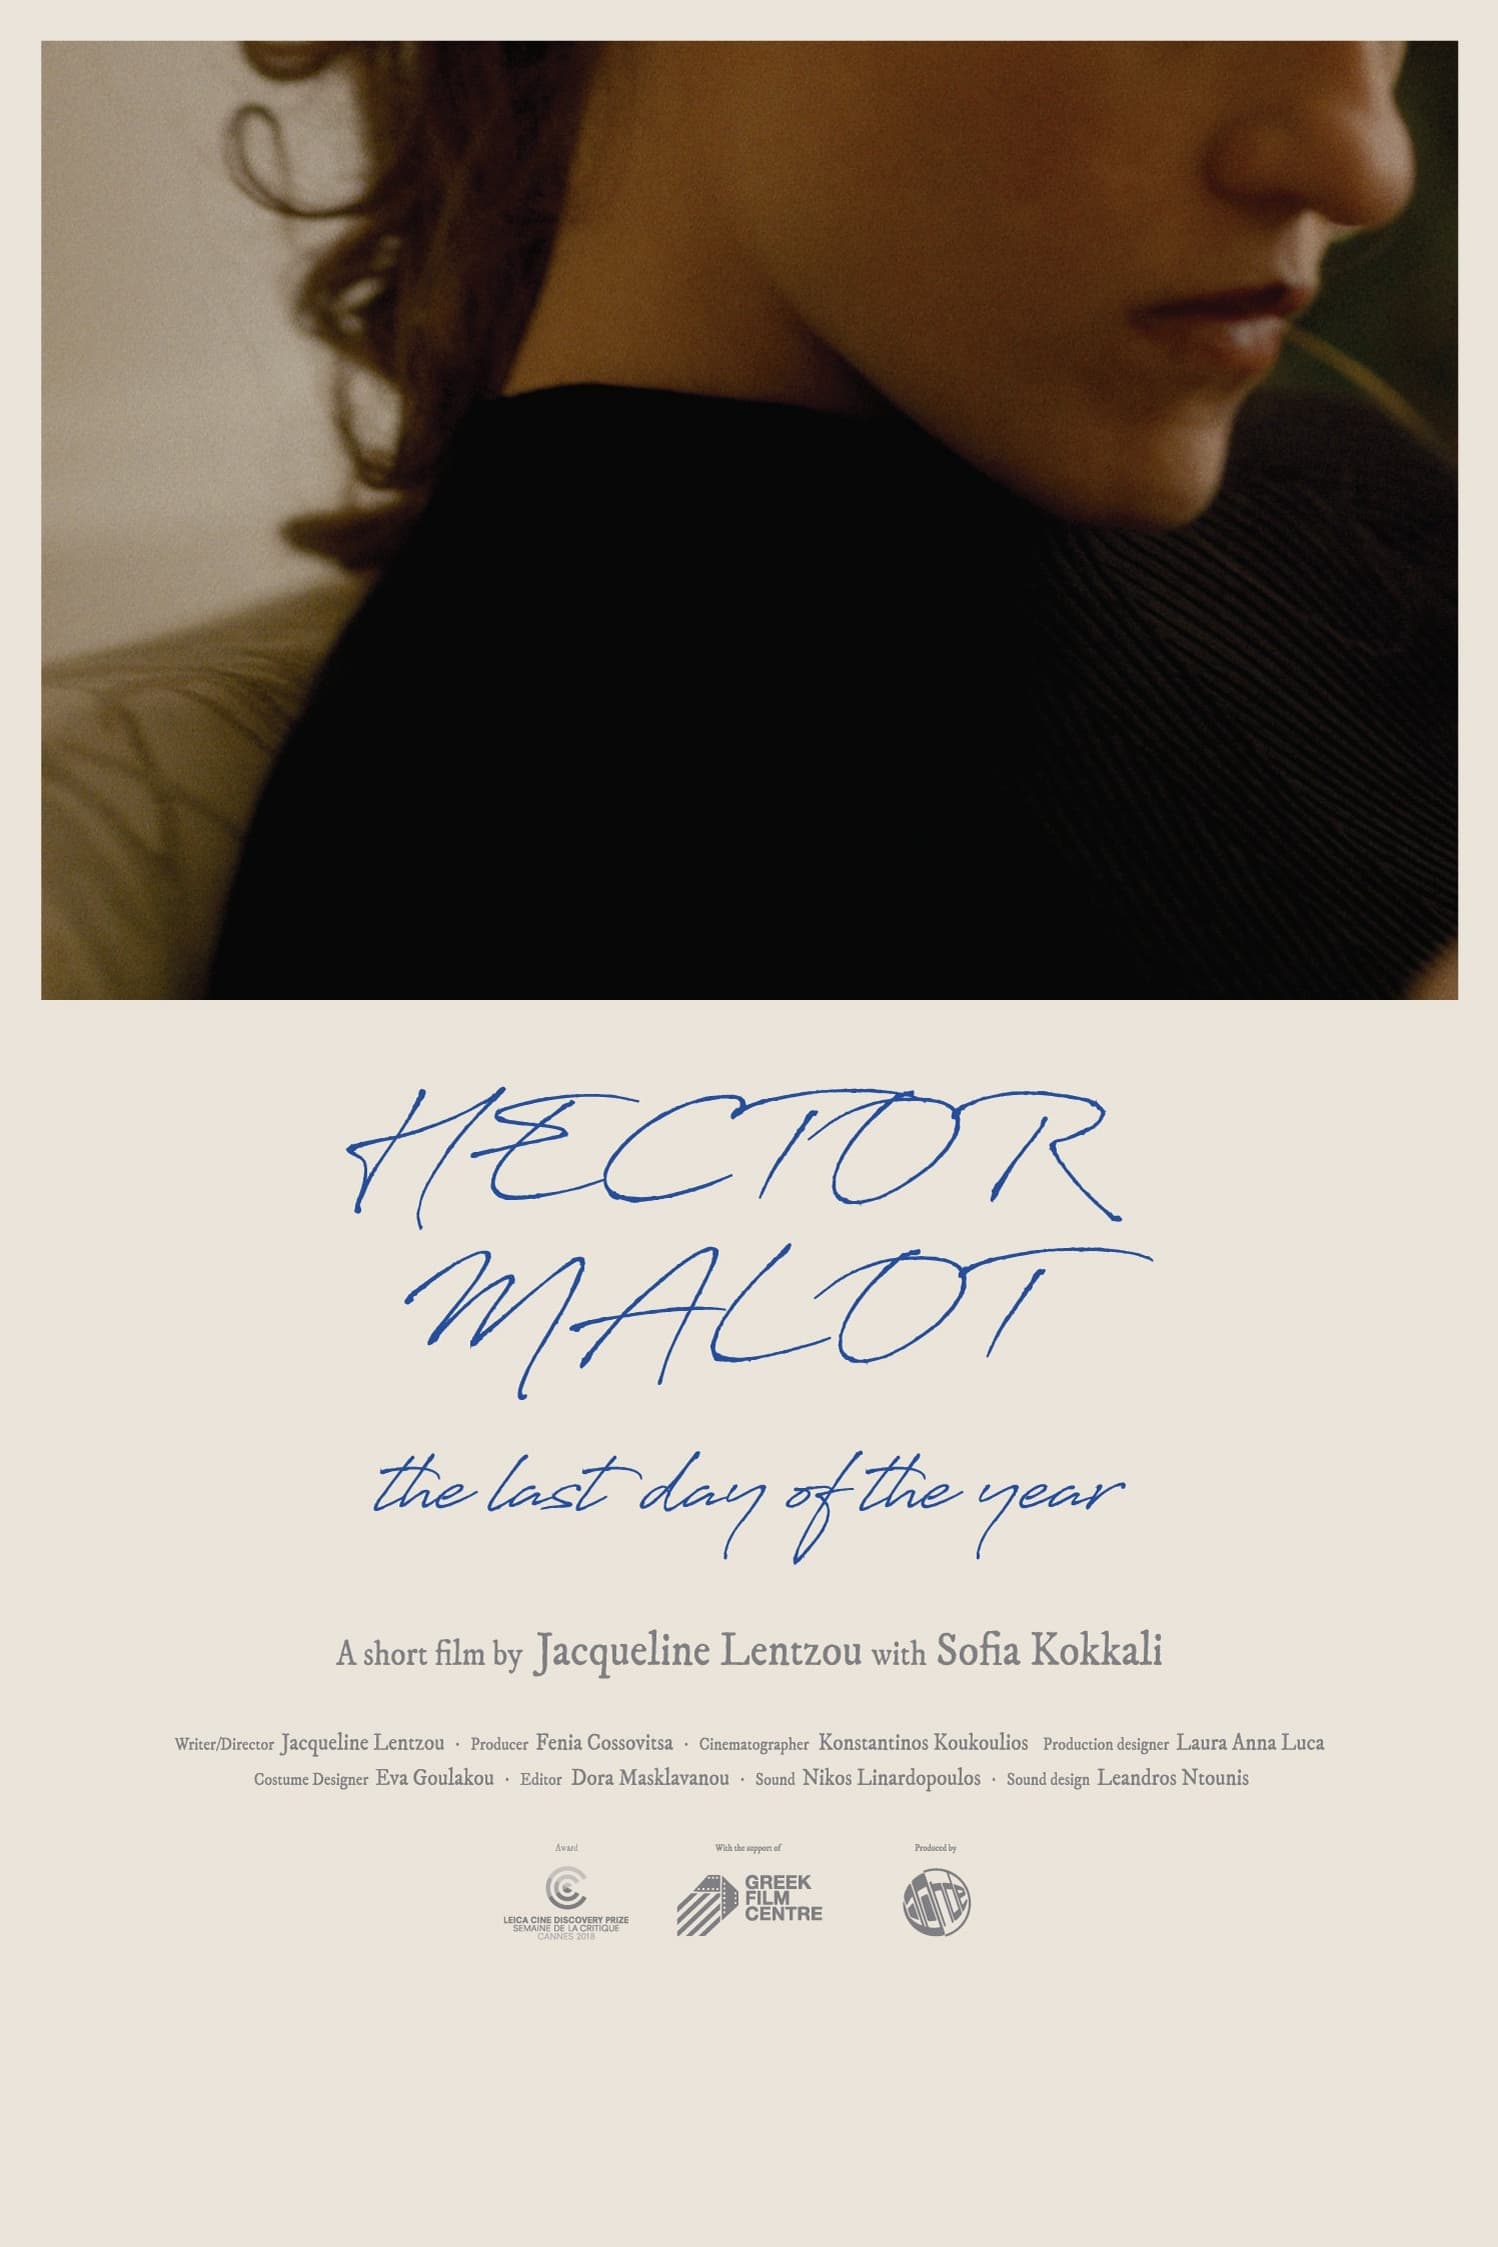 HECTOR
MALOT
the last day of the year
A short film by Jacqueline Lentzou with Sofia Kokkali
Writer/Director Jacqueline Lentzou · Producer Fenia Cossovitsa · Cinematographer Konstantinos Koukoulios Production designer Laura Anna Luca
Costume Designer Eva Goulakou · Editor Dora Masklavanou · Sound Nikos Linardopoulos · Sound design Leandros Ntounis
Award With the support of Produced by
LEICA CINE DISCOVERY PRIZE
SEMAINE DE LA CRITIQUE
CANNES 2018
GREEK
FILM
CENTRE